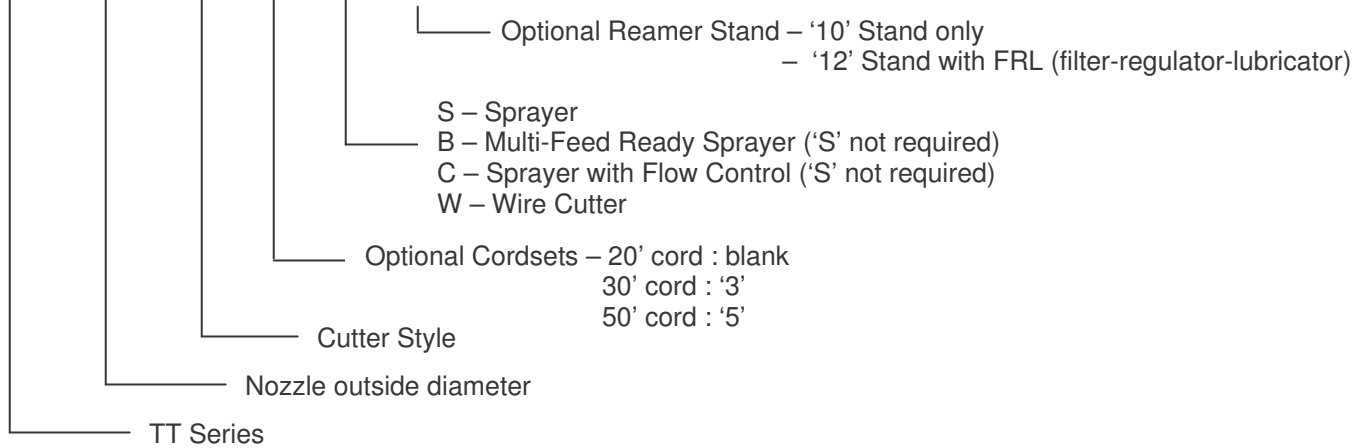 Optional Reamer Stand – ‘10’ Stand only
– ‘12’ Stand with FRL (filter-regulator-lubricator)
S – Sprayer
B – Multi-Feed Ready Sprayer (‘S’ not required)
C – Sprayer with Flow Control (‘S’ not required)
W – Wire Cutter
Optional Cordsets – 20’ cord : blank
30’ cord : ‘3’
50’ cord : ‘5’
Cutter Style
Nozzle outside diameter
TT Series